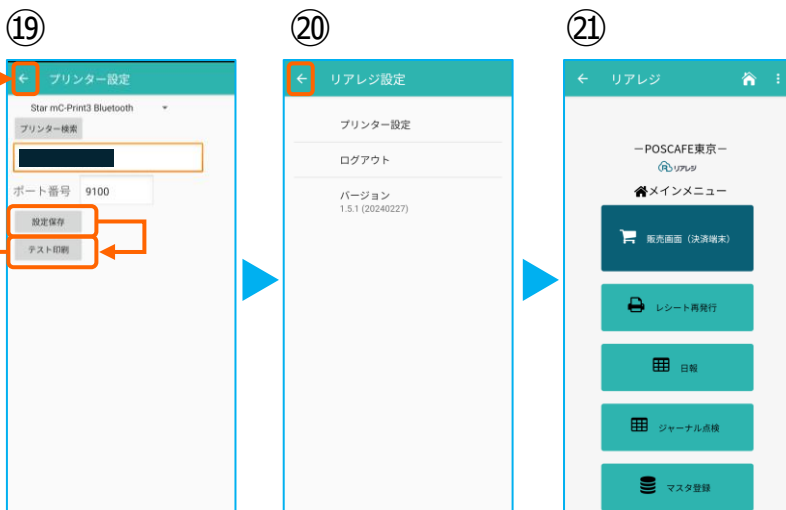 ⑲
プリンター設定
Star mC-Print3 Bluetooth
プリンター検索
ポート番号 9100
設定保存
テスト印刷
⑳
リアレジ設定
プリンター設定
ログアウト
バージョン
1.5.1 (20240227)
㉑
リアレジ
－POSCAFE東京－
R リアレジ
メインメニュー
販売画面（決済端末）
レシート再発行
日報
ジャーナル点検
マスタ登録